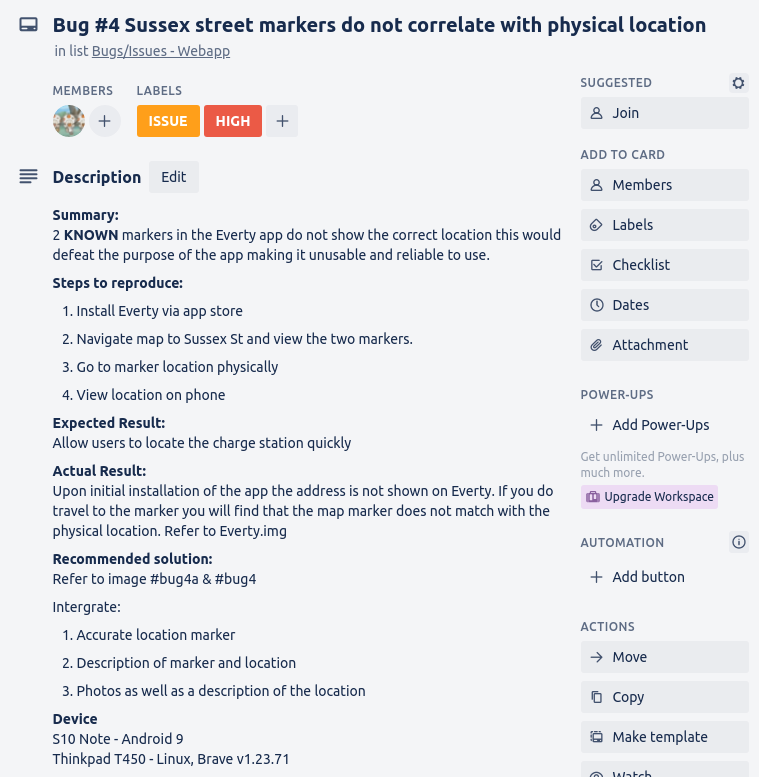 Bug #4 Sussex street markers do not correlate with physical location
in list Bugs/Issues - Webapp
MEMBERS
LABELS
ISSUE
HIGH
Description
Edit
Summary:
2 KNOWN markers in the Everty app do not show the correct location this would
defeat the purpose of the app making it unusable and reliable to use.
Steps to reproduce:
1. Install Everty via app store
2. Navigate map to Sussex St and view the two markers.
3. Go to marker location physically
4. View location on phone
Expected Result:
Allow users to locate the charge station quickly
Actual Result:
Upon initial installation of the app the address is not shown on Everty. If you do
travel to the marker you will find that the map marker does not match with the
physical location. Refer to Everty.img
Recommended solution:
Refer to image #bug4a & #bug4
Intergrate:
1. Accurate location marker
2. Description of marker and location
3. Photos as well as a description of the location
Device
S10 Note - Android 9
Thinkpad T450 - Linux, Brave v1.23.71
SUGGESTED
Join
ADD TO CARD
Members
Labels
Checklist
Dates
Attachment
POWER-UPS
Add Power-Ups
Get unlimited Power-Ups, plus
much more.
Upgrade Workspace
AUTOMATION
Add button
ACTIONS
Move
Copy
Make template
Watch